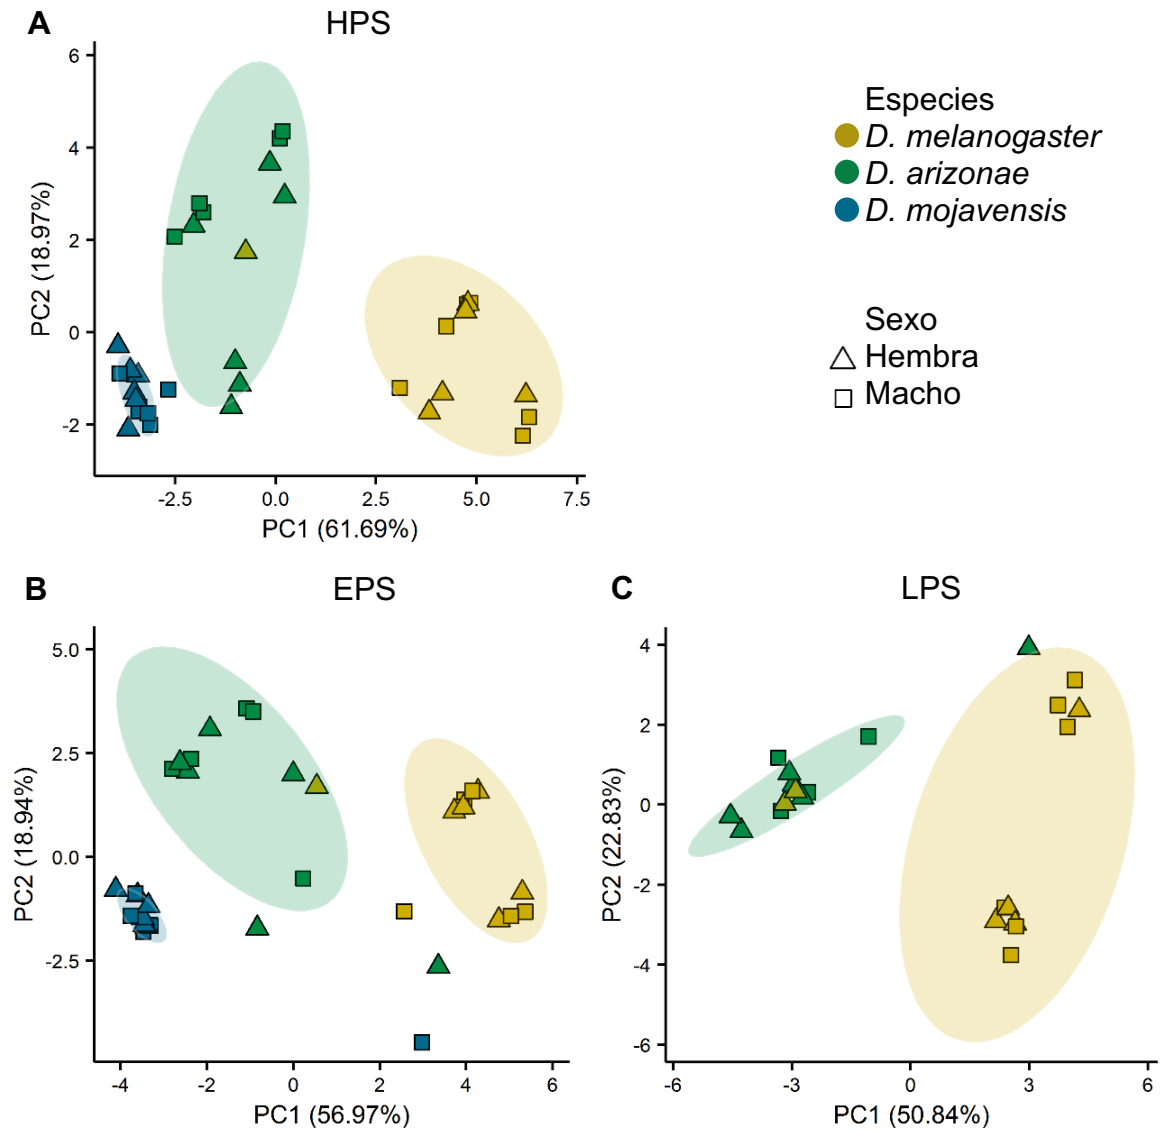 A
HPS
6
4
2
0
-2
PC2 (18.97%)
-2.5
0.0
2.5
5.0
7.5
PC1 (61.69%)
Especies
D. melanogaster
D. arizonae
D. mojavensis
Sexo
Hembra
Macho
B
EPS
5.0
2.5
0.0
-2.5
PC2 (18.94%)
-4
-2
0
2
4
6
PC1 (56.97%)
C
LPS
4
2
0
-2
-4
-6
PC2 (22.83%)
-6
-3
0
3
6
PC1 (50.84%)